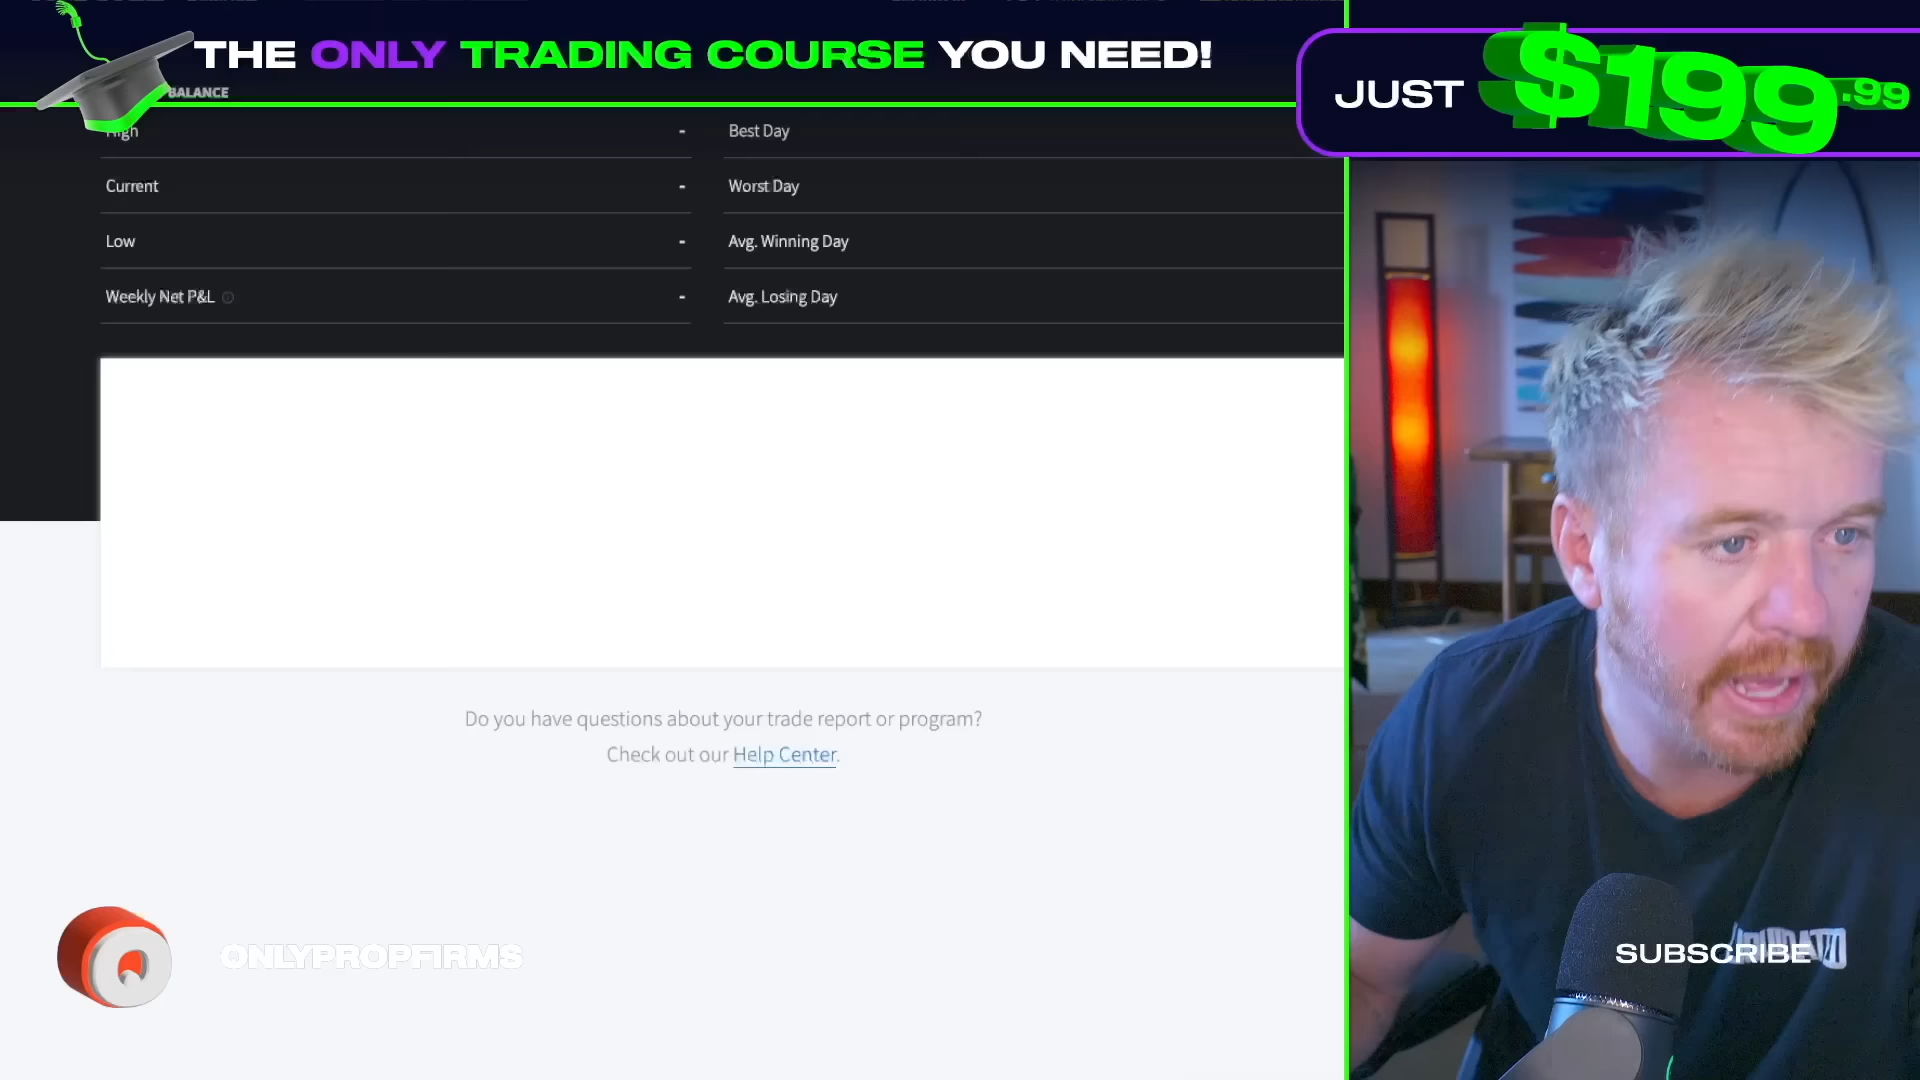 THE ONLY TRADING COURSE YOU NEED!
JUST $199.99
BALANCE
High - Best Day
Current - Worst Day
Low - Avg. Winning Day
Weekly Net P&L - Avg. Losing Day
Do you have questions about your trade report or program?
Check out our Help Center.
ONLYPROPFIRMS
SUBSCRIBE